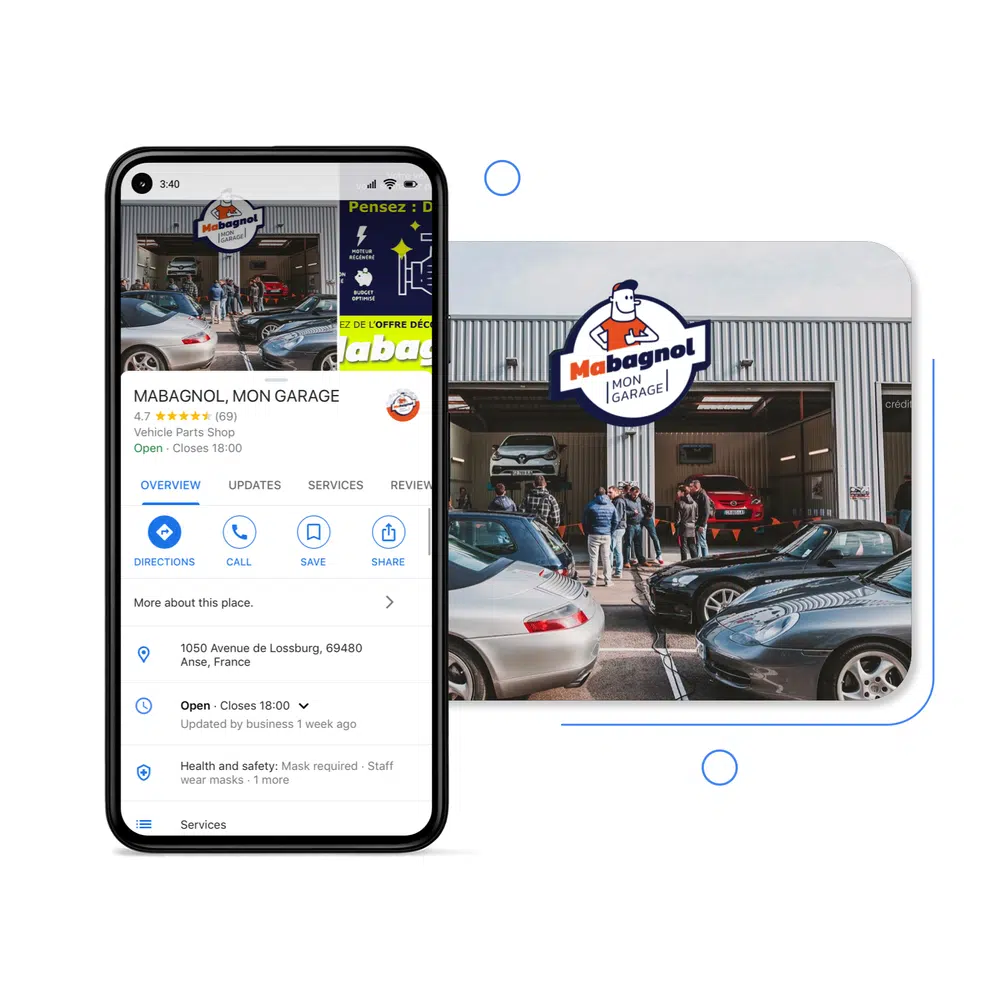 3:40
Mabagnol
MON
GARAGE
Pensez : D
MOTEUR
RÉGÉNÉRÉ
BUDGET
OPTIMISÉ
EZ DE L'OFFRE DÉCO
Mabag
MABAGNOL, MON GARAGE
4.7 (69)
Vehicle Parts Shop
Open · Closes 18:00
OVERVIEW UPDATES SERVICES REVIEW
DIRECTIONS CALL SAVE SHARE
More about this place.
1050 Avenue de Lossburg, 69480
Anse, France
Open · Closes 18:00
Updated by business 1 week ago
Health and safety: Mask required · Staff
wear masks · 1 more
Services
Mabagnol
MON
GARAGE
crédit